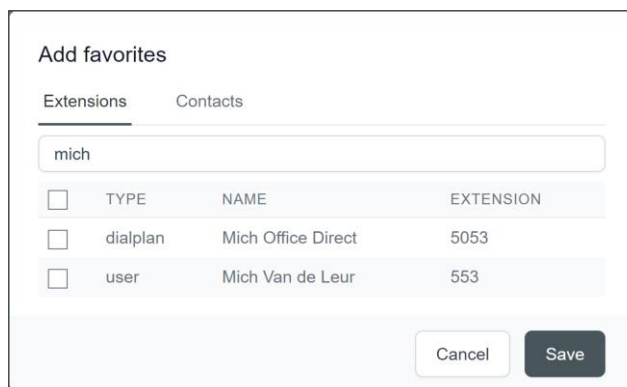 Add favorites
Extensions Contacts
mich
TYPE NAME EXTENSION
dialplan Mich Office Direct 5053
user Mich Van de Leur 553
Cancel Save